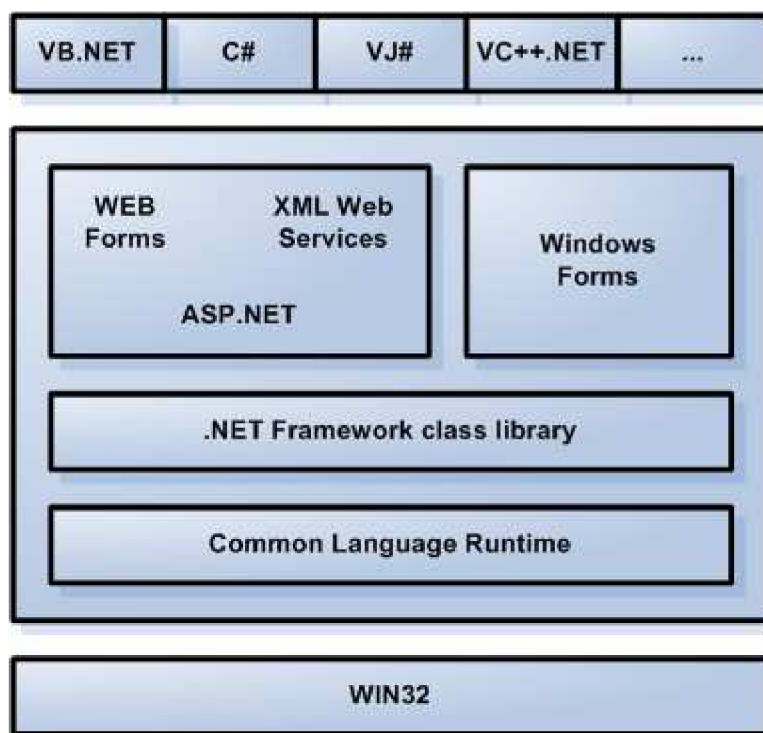 VB.NET
C#
VJ#
VC++.NET
...
WEB
Forms
XML Web
Services
ASP.NET
Windows
Forms
.NET Framework class library
Common Language Runtime
WIN32